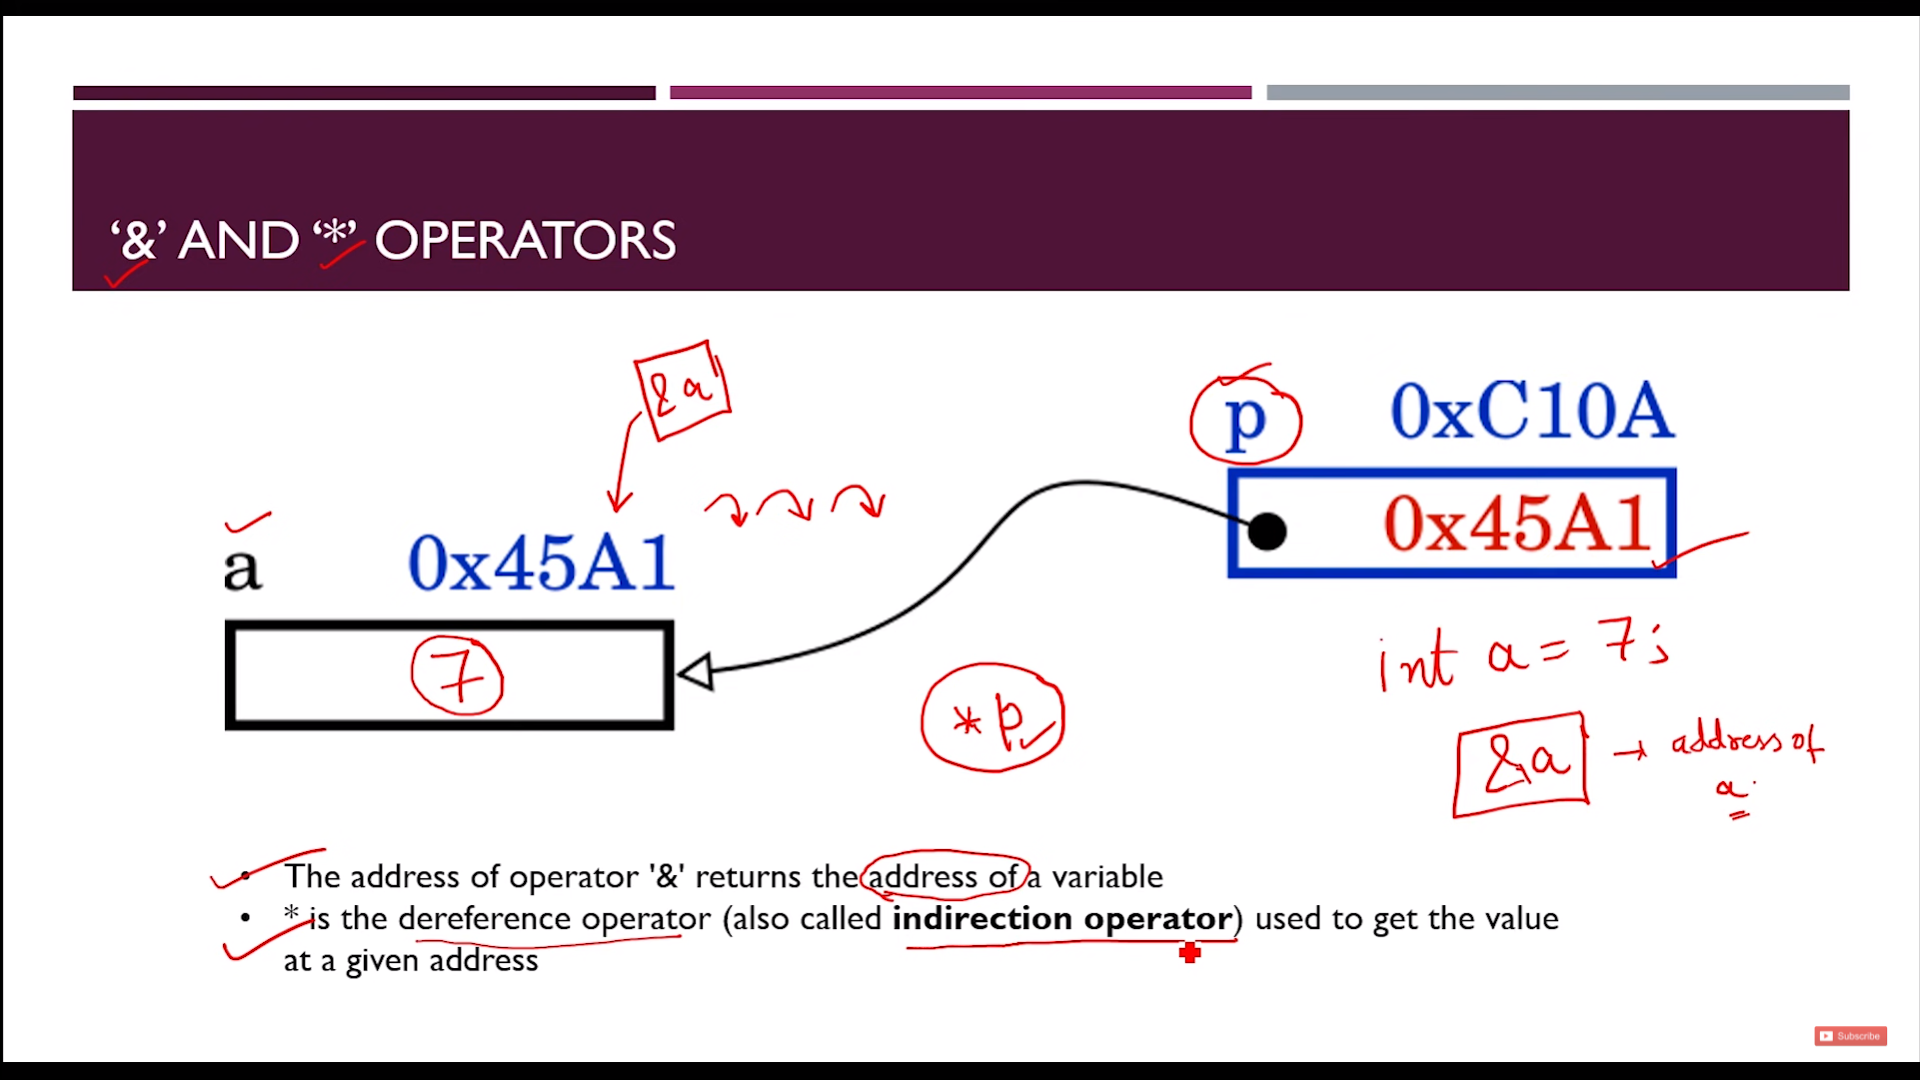 ‘&’ AND ‘*’ OPERATORS
&a
p 0xC10A
0x45A1
a 0x45A1
7
*p
int a = 7;
&a → address of
a
• The address of operator '&' returns the address of a variable
• * is the dereference operator (also called indirection operator) used to get the value
at a given address
Subscribe